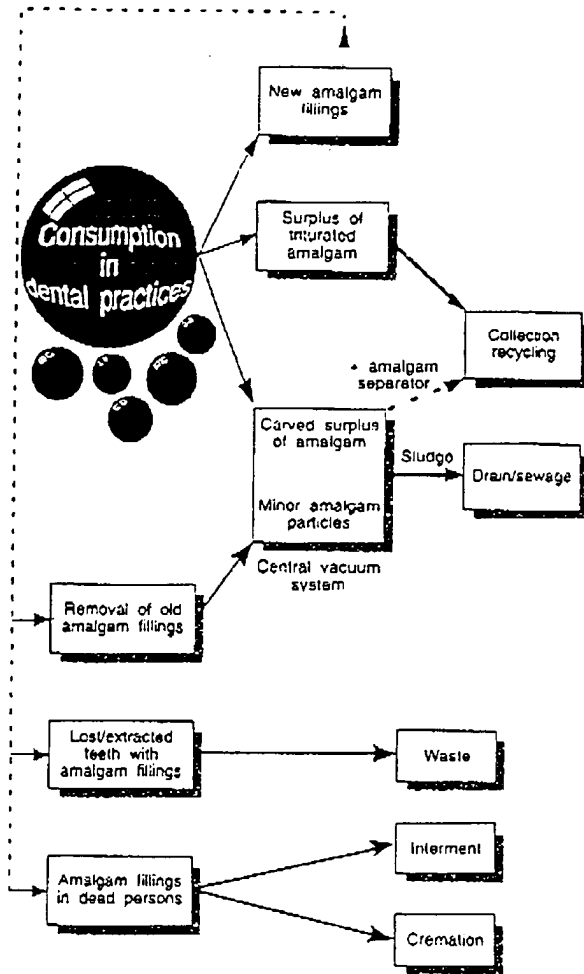 New amalgam
fillings
Consumption
in
dental practices
Surplus of
triturated
amalgam
Collection
recycling
+ amalgam
separator
Carved surplus
of amalgam
Minor amalgam
particles
Sludge
Drain/sewage
Central vacuum
system
Removal of old
amalgam fillings
Lost/extracted
teeth with
amalgam fillings
Waste
Interment
Amalgam fillings
in dead persons
Cremation